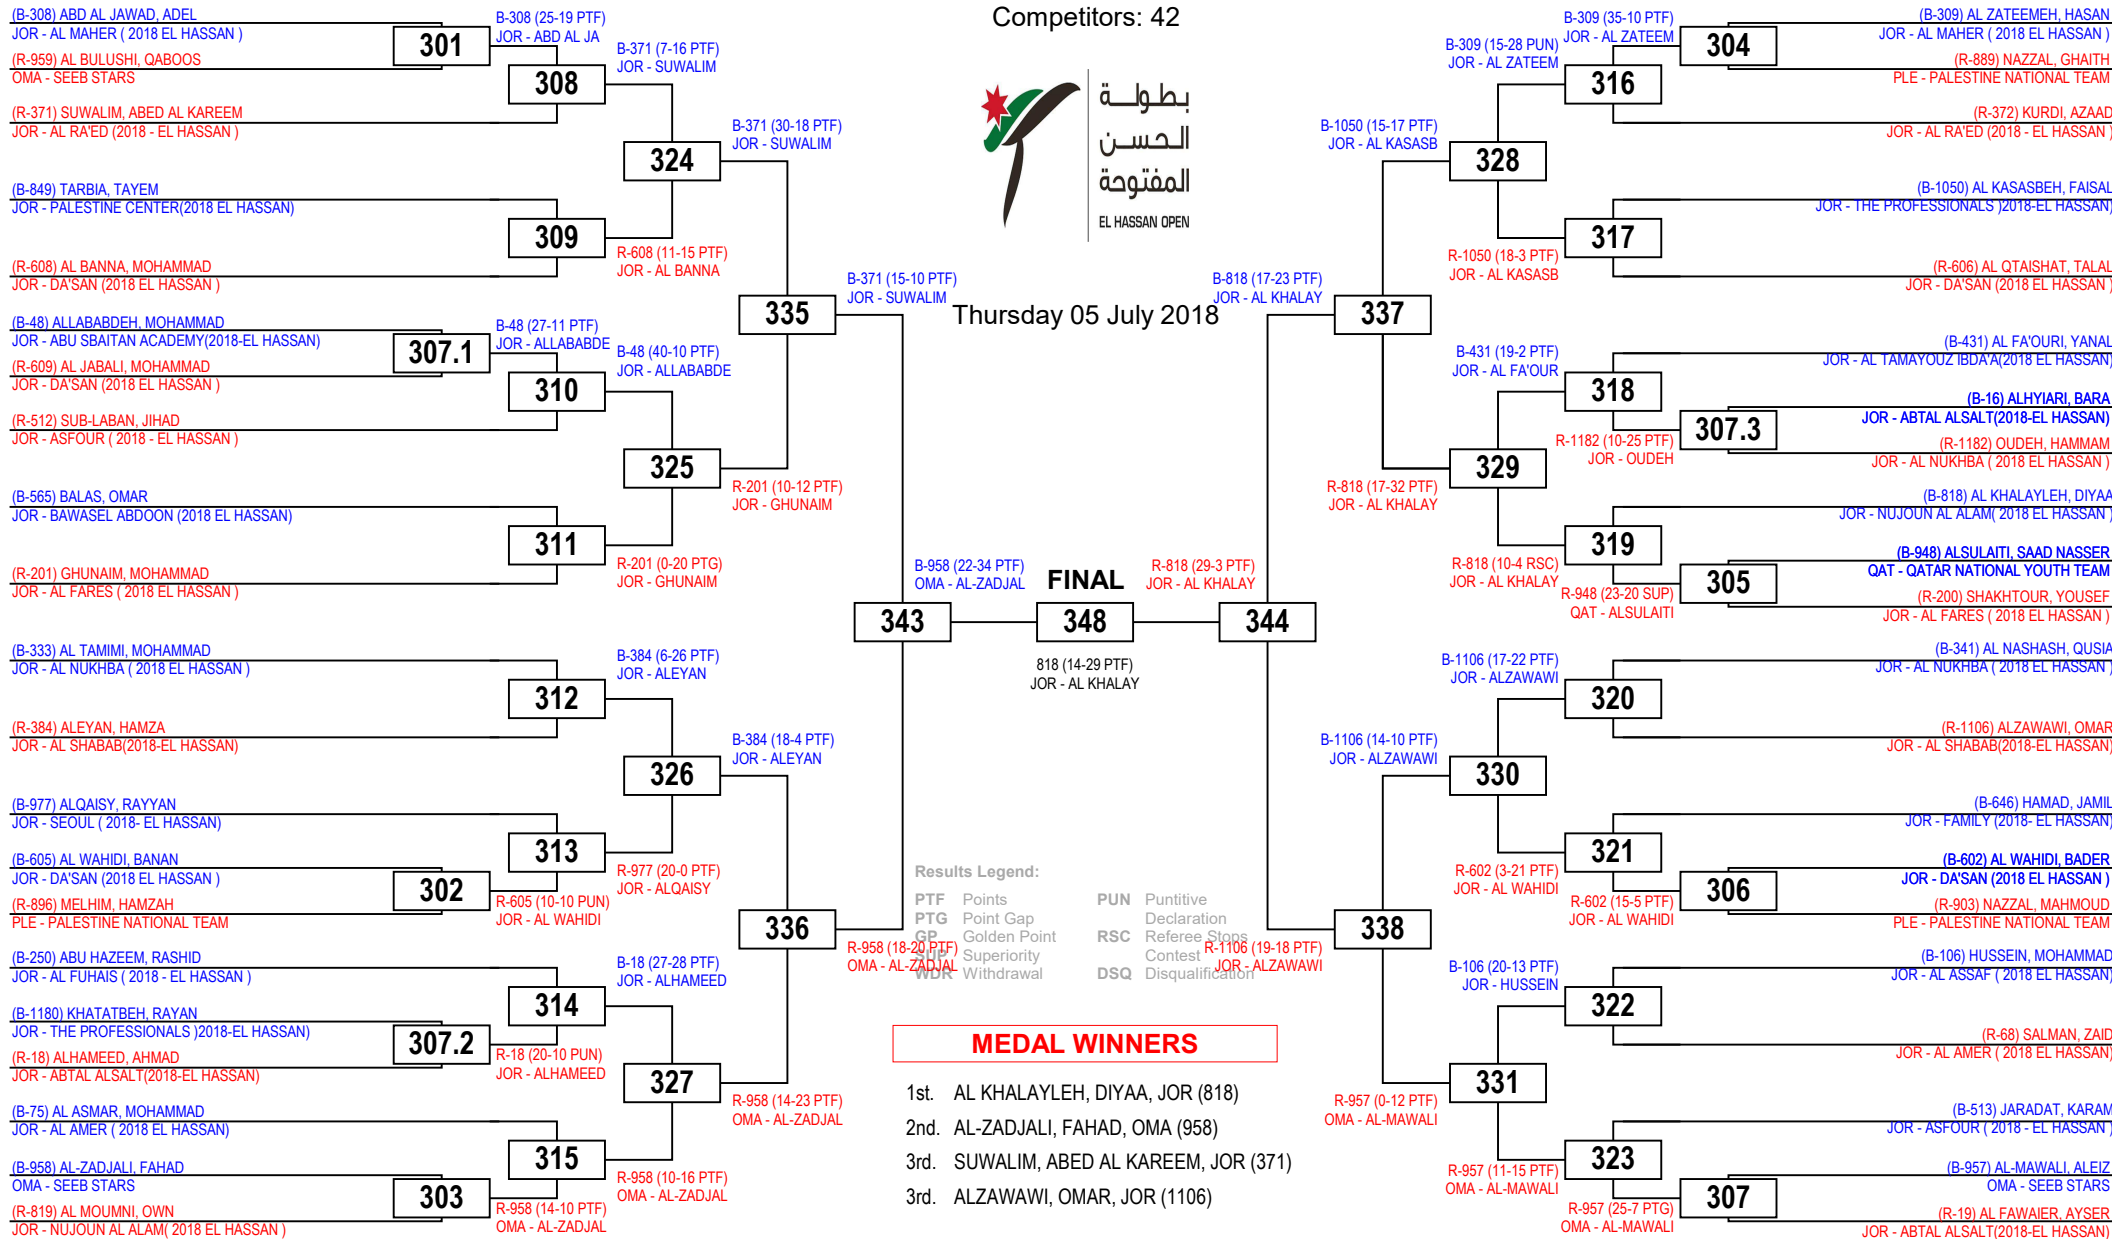 Competitors: 42
بطولة
الحسن
المفتوحة
EL HASSAN OPEN
Thursday 05 July 2018
(B-308) ABD AL JAWAD, ADEL
JOR - AL MAHER ( 2018 EL HASSAN )
301
(R-959) AL BULUSHI, QABOOS
OMA - SEEB STARS
B-308 (25-19 PTF)
JOR - ABD AL JA
308
(R-371) SUWALIM, ABED AL KAREEM
JOR - AL RA'ED (2018 - EL HASSAN )
B-371 (7-16 PTF)
JOR - SUWALIM
324
(B-849) TARBIA, TAYEM
JOR - PALESTINE CENTER(2018 EL HASSAN)
309
(R-608) AL BANNA, MOHAMMAD
JOR - DA'SAN (2018 EL HASSAN )
R-608 (11-15 PTF)
JOR - AL BANNA
B-371 (30-18 PTF)
JOR - SUWALIM
335
(B-48) ALLABABDEH, MOHAMMAD
JOR - ABU SBAITAN ACADEMY(2018-EL HASSAN)
307.1
(R-609) AL JABALI, MOHAMMAD
JOR - DA'SAN (2018 EL HASSAN )
B-48 (27-11 PTF)
JOR - ALLABABDE
310
(R-512) SUB-LABAN, JIHAD
JOR - ASFOUR ( 2018 - EL HASSAN )
B-48 (40-10 PTF)
JOR - ALLABABDE
325
(B-565) BALAS, OMAR
JOR - BAWASEL ABDOON (2018 EL HASSAN)
311
(R-201) GHUNAIM, MOHAMMAD
JOR - AL FARES ( 2018 EL HASSAN )
R-201 (0-20 PTG)
JOR - GHUNAIM
R-201 (10-12 PTF)
JOR - GHUNAIM
B-371 (15-10 PTF)
JOR - SUWALIM
343
(B-333) AL TAMIMI, MOHAMMAD
JOR - AL NUKHBA ( 2018 EL HASSAN )
312
(R-384) ALEYAN, HAMZA
JOR - AL SHABAB(2018-EL HASSAN)
B-384 (6-26 PTF)
JOR - ALEYAN
326
(B-977) ALQAISY, RAYYAN
JOR - SEOUL ( 2018- EL HASSAN)
313
(B-605) AL WAHIDI, BANAN
JOR - DA'SAN (2018 EL HASSAN )
302
(R-896) MELHIM, HAMZAH
PLE - PALESTINE NATIONAL TEAM
R-605 (10-10 PUN)
JOR - AL WAHIDI
R-977 (20-0 PTF)
JOR - ALQAISY
B-384 (18-4 PTF)
JOR - ALEYAN
336
(B-250) ABU HAZEEM, RASHID
JOR - AL FUHAIS ( 2018 - EL HASSAN )
314
(B-1180) KHATATBEH, RAYAN
JOR - THE PROFESSIONALS )2018-EL HASSAN)
307.2
(R-18) ALHAMEED, AHMAD
JOR - ABTAL ALSALT(2018-EL HASSAN)
R-18 (20-10 PUN)
JOR - ALHAMEED
B-18 (27-28 PTF)
JOR - ALHAMEED
327
(B-75) AL ASMAR, MOHAMMAD
JOR - AL AMER ( 2018 EL HASSAN)
315
(B-958) AL-ZADJALI, FAHAD
OMA - SEEB STARS
303
(R-819) AL MOUMNI, OWN
JOR - NUJOUN AL ALAM( 2018 EL HASSAN )
R-958 (14-10 PTF)
OMA - AL-ZADJAL
R-958 (10-16 PTF)
OMA - AL-ZADJAL
R-958 (14-23 PTF)
OMA - AL-ZADJAL
R-958 (18-20 PTF)
OMA - AL-ZADJAL
B-958 (22-34 PTF)
OMA - AL-ZADJAL
FINAL
348
818 (14-29 PTF)
JOR - AL KHALAY
R-818 (29-3 PTF)
JOR - AL KHALAY
344
B-818 (17-23 PTF)
JOR - AL KHALAY
337
B-1050 (15-17 PTF)
JOR - AL KASASB
328
B-309 (15-28 PUN)
JOR - AL ZATEEM
316
B-309 (35-10 PTF)
JOR - AL ZATEEM
304
(B-309) AL ZATEEMEH, HASAN
JOR - AL MAHER ( 2018 EL HASSAN )
(R-889) NAZZAL, GHAITH
PLE - PALESTINE NATIONAL TEAM
(R-372) KURDI, AZAAD
JOR - AL RA'ED (2018 - EL HASSAN )
(B-1050) AL KASASBEH, FAISAL
JOR - THE PROFESSIONALS )2018-EL HASSAN)
317
R-1050 (18-3 PTF)
JOR - AL KASASB
(R-606) AL QTAISHAT, TALAL
JOR - DA'SAN (2018 EL HASSAN )
(B-431) AL FA'OURI, YANAL
JOR - AL TAMAYOUZ IBDA'A(2018 EL HASSAN)
B-431 (19-2 PTF)
JOR - AL FA'OUR
318
(B-16) ALHYIARI, BARA
JOR - ABTAL ALSALT(2018-EL HASSAN)
307.3
R-1182 (10-25 PTF)
JOR - OUDEH
(R-1182) OUDEH, HAMMAM
JOR - AL NUKHBA ( 2018 EL HASSAN )
329
R-818 (17-32 PTF)
JOR - AL KHALAY
(B-818) AL KHALAYLEH, DIYAA
JOR - NUJOUN AL ALAM( 2018 EL HASSAN )
319
R-818 (10-4 RSC)
JOR - AL KHALAY
(B-948) ALSULAITI, SAAD NASSER
QAT - QATAR NATIONAL YOUTH TEAM
305
R-948 (23-20 SUP)
QAT - ALSULAITI
(R-200) SHAKHTOUR, YOUSEF
JOR - AL FARES ( 2018 EL HASSAN )
(B-341) AL NASHASH, QUSIA
JOR - AL NUKHBA ( 2018 EL HASSAN )
B-1106 (17-22 PTF)
JOR - ALZAWAWI
320
(R-1106) ALZAWAWI, OMAR
JOR - AL SHABAB(2018-EL HASSAN)
B-1106 (14-10 PTF)
JOR - ALZAWAWI
330
(B-646) HAMAD, JAMIL
JOR - FAMILY (2018- EL HASSAN)
321
R-602 (3-21 PTF)
JOR - AL WAHIDI
(B-602) AL WAHIDI, BADER
JOR - DA'SAN (2018 EL HASSAN )
306
R-602 (15-5 PTF)
JOR - AL WAHIDI
(R-903) NAZZAL, MAHMOUD
PLE - PALESTINE NATIONAL TEAM
338
R-1106 (19-18 PTF)
JOR - ALZAWAWI
B-106 (20-13 PTF)
JOR - HUSSEIN
(B-106) HUSSEIN, MOHAMMAD
JOR - AL ASSAF ( 2018 EL HASSAN)
322
(R-68) SALMAN, ZAID
JOR - AL AMER ( 2018 EL HASSAN)
331
R-957 (0-12 PTF)
OMA - AL-MAWALI
(B-513) JARADAT, KARAM
JOR - ASFOUR ( 2018 - EL HASSAN )
323
R-957 (11-15 PTF)
OMA - AL-MAWALI
(B-957) AL-MAWALI, ALEIZ
OMA - SEEB STARS
307
R-957 (25-7 PTG)
OMA - AL-MAWALI
(R-19) AL FAWAIER, AYSER
JOR - ABTAL ALSALT(2018-EL HASSAN)
Results Legend:
PTF Points
PTG Point Gap
GP Golden Point
SUP Superiority
WDR Withdrawal
PUN Puntitive
Declaration
RSC Referee Stops
Contest
DSQ Disqualification
MEDAL WINNERS
1st. AL KHALAYLEH, DIYAA, JOR (818)
2nd. AL-ZADJALI, FAHAD, OMA (958)
3rd. SUWALIM, ABED AL KAREEM, JOR (371)
3rd. ALZAWAWI, OMAR, JOR (1106)